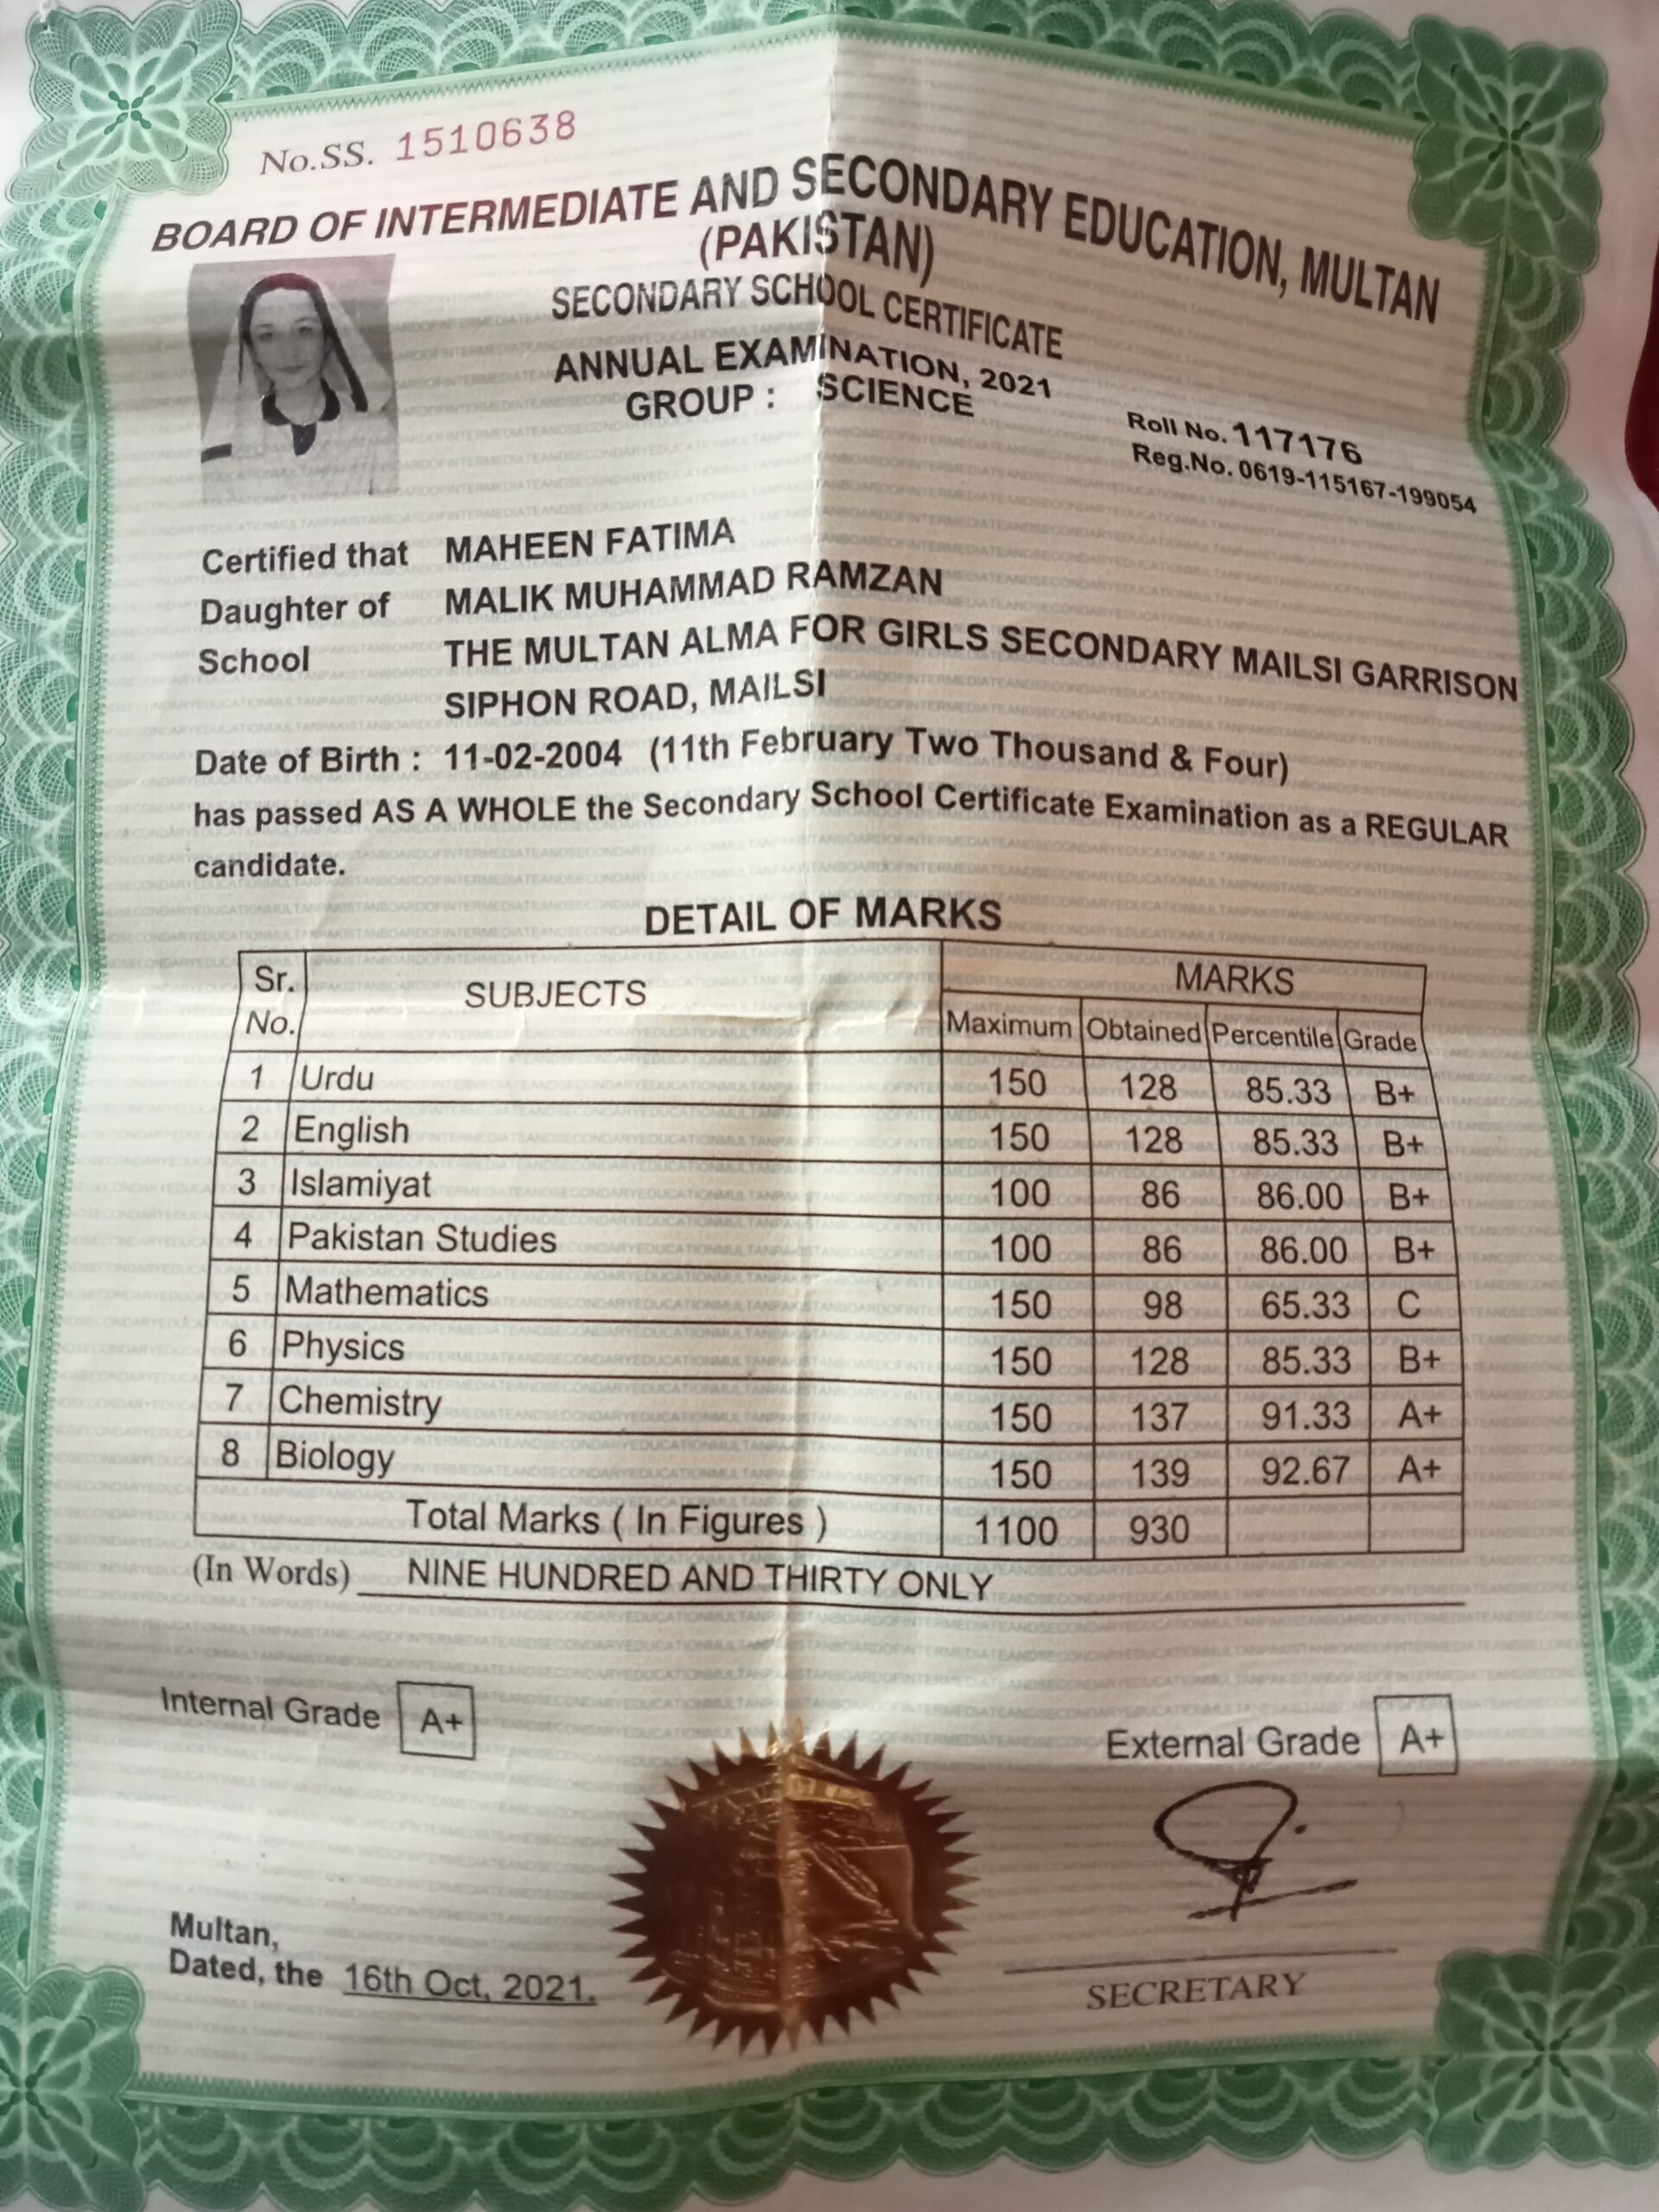 No.SS. 1510638
BOARD OF INTERMEDIATE AND SECONDARY EDUCATION, MULTAN
(PAKISTAN)
SECONDARY SCHOOL CERTIFICATE
ANNUAL EXAMINATION, 2021
GROUP : SCIENCE
Roll No. 117176
Reg.No. 0619-115167-199054
Certified that MAHEEN FATIMA
Daughter of MALIK MUHAMMAD RAMZAN
School THE MULTAN ALMA FOR GIRLS SECONDARY MAILSI GARRISON
SIPHON ROAD, MAILSI
Date of Birth : 11-02-2004 (11th February Two Thousand & Four)
has passed AS A WHOLE the Secondary School Certificate Examination as a REGULAR
candidate.
DETAIL OF MARKS
Sr. No. SUBJECTS MARKS
Maximum Obtained Percentile Grade
1 Urdu 150 128 85.33 B+
2 English 150 128 85.33 B+
3 Islamiyat 100 86 86.00 B+
4 Pakistan Studies 100 86 86.00 B+
5 Mathematics 150 98 65.33 C
6 Physics 150 128 85.33 B+
7 Chemistry 150 137 91.33 A+
8 Biology 150 139 92.67 A+
Total Marks ( In Figures ) 1100 930
(In Words) NINE HUNDRED AND THIRTY ONLY
Internal Grade A+
External Grade A+
Multan,
Dated, the 16th Oct, 2021.
SECRETARY